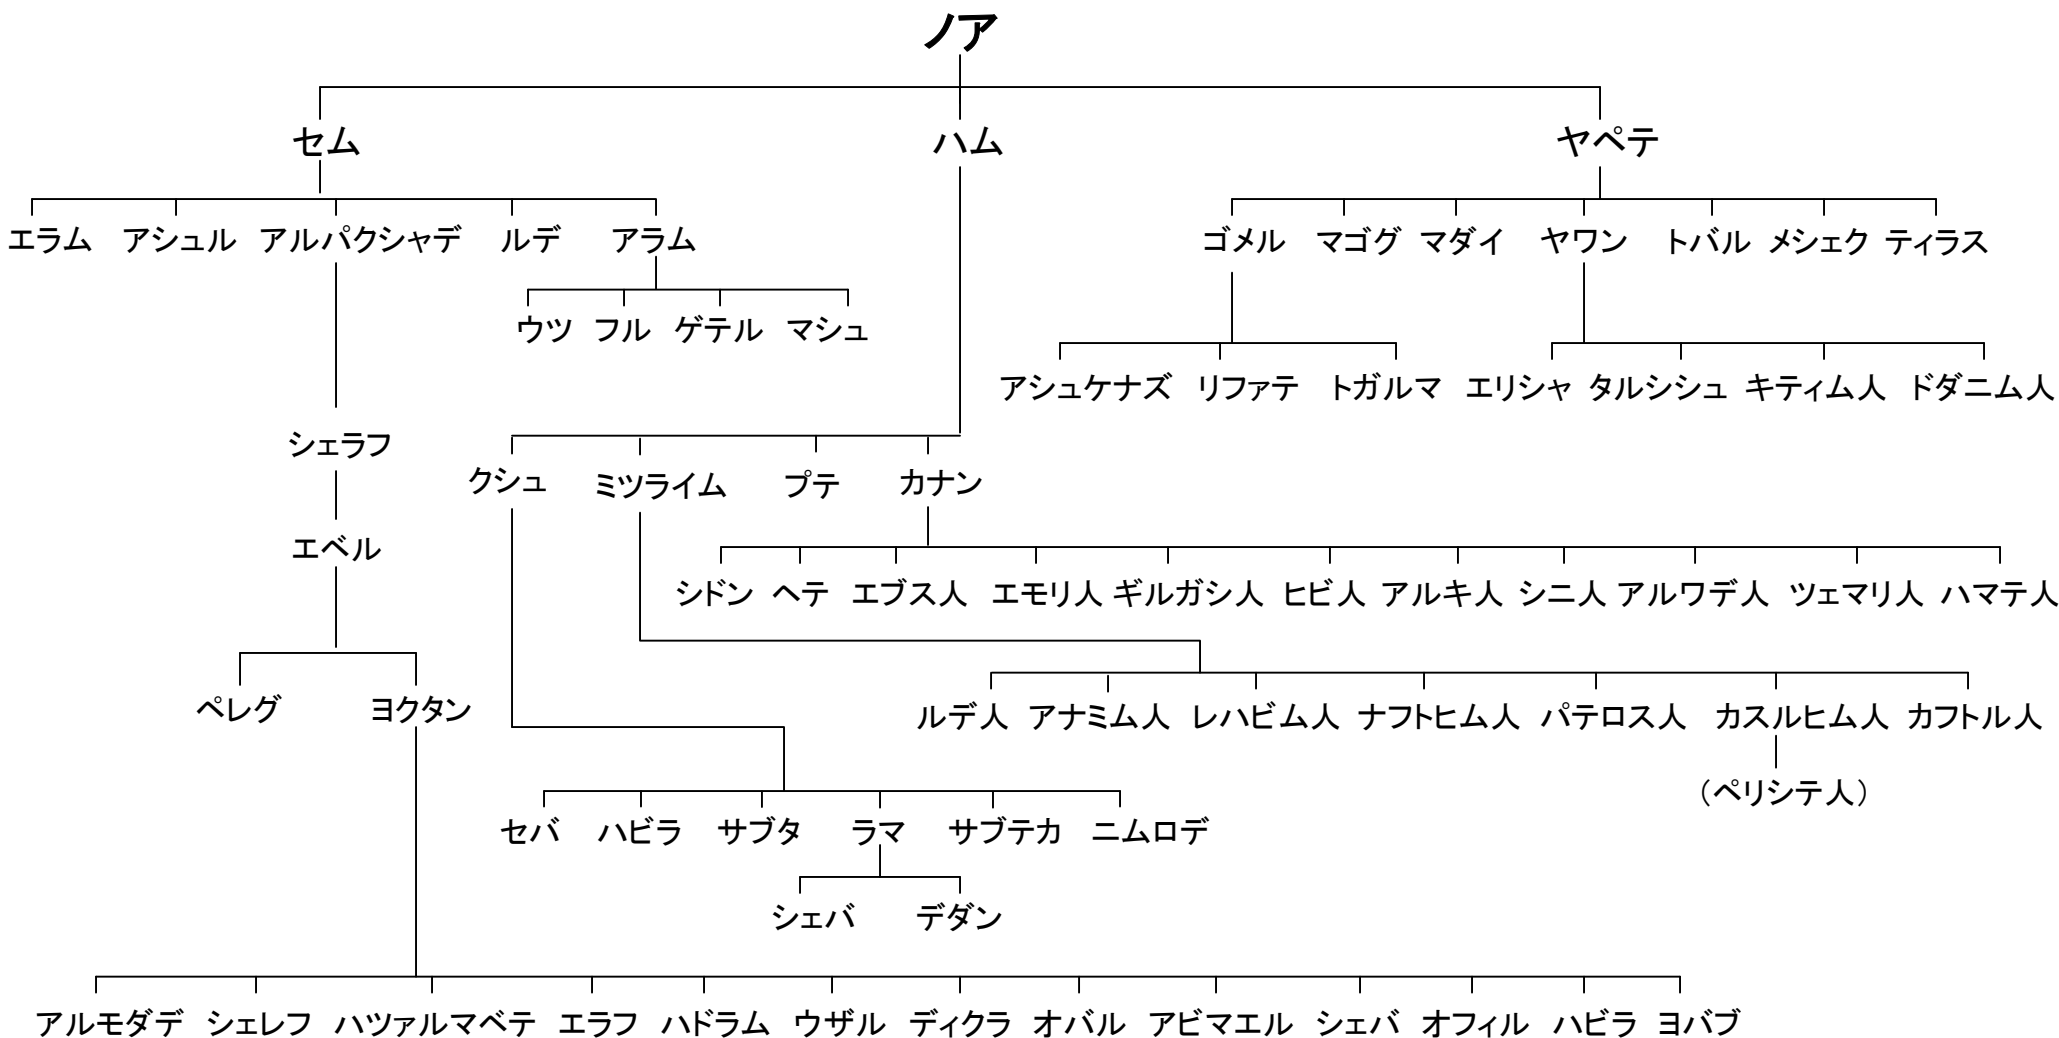 ノア
セム ハム ヤペテ
エラム アシュル アルパクシャデ ルデ アラム ゴメル マゴグ マダイ ヤワン トバル メシェク ティラス
ウツ フル ゲテル マシュ
アシュケナズ リファテ トガルマ エリシャ タルシシュ キティム人 ドダニム人
シェラフ
クシュ ミツライム プテ カナン
エベル
シドン ヘテ エブス人 エモリ人 ギルガシ人 ヒビ人 アルキ人 シニ人 アルワデ人 ツェマリ人 ハマテ人
ペレグ ヨクタン
ルデ人 アナミム人 レハビム人 ナフトヒム人 パテロス人 カスルヒム人 カフトル人
（ペリシテ人）
セバ ハビラ サブタ ラマ サブテカ ニムロデ
シェバ デダン
アルモダデ シェレフ ハツァルマベテ エラフ ハドラム ウザル ディクラ オバル アビマエル シェバ オフィル ハビラ ヨバブ